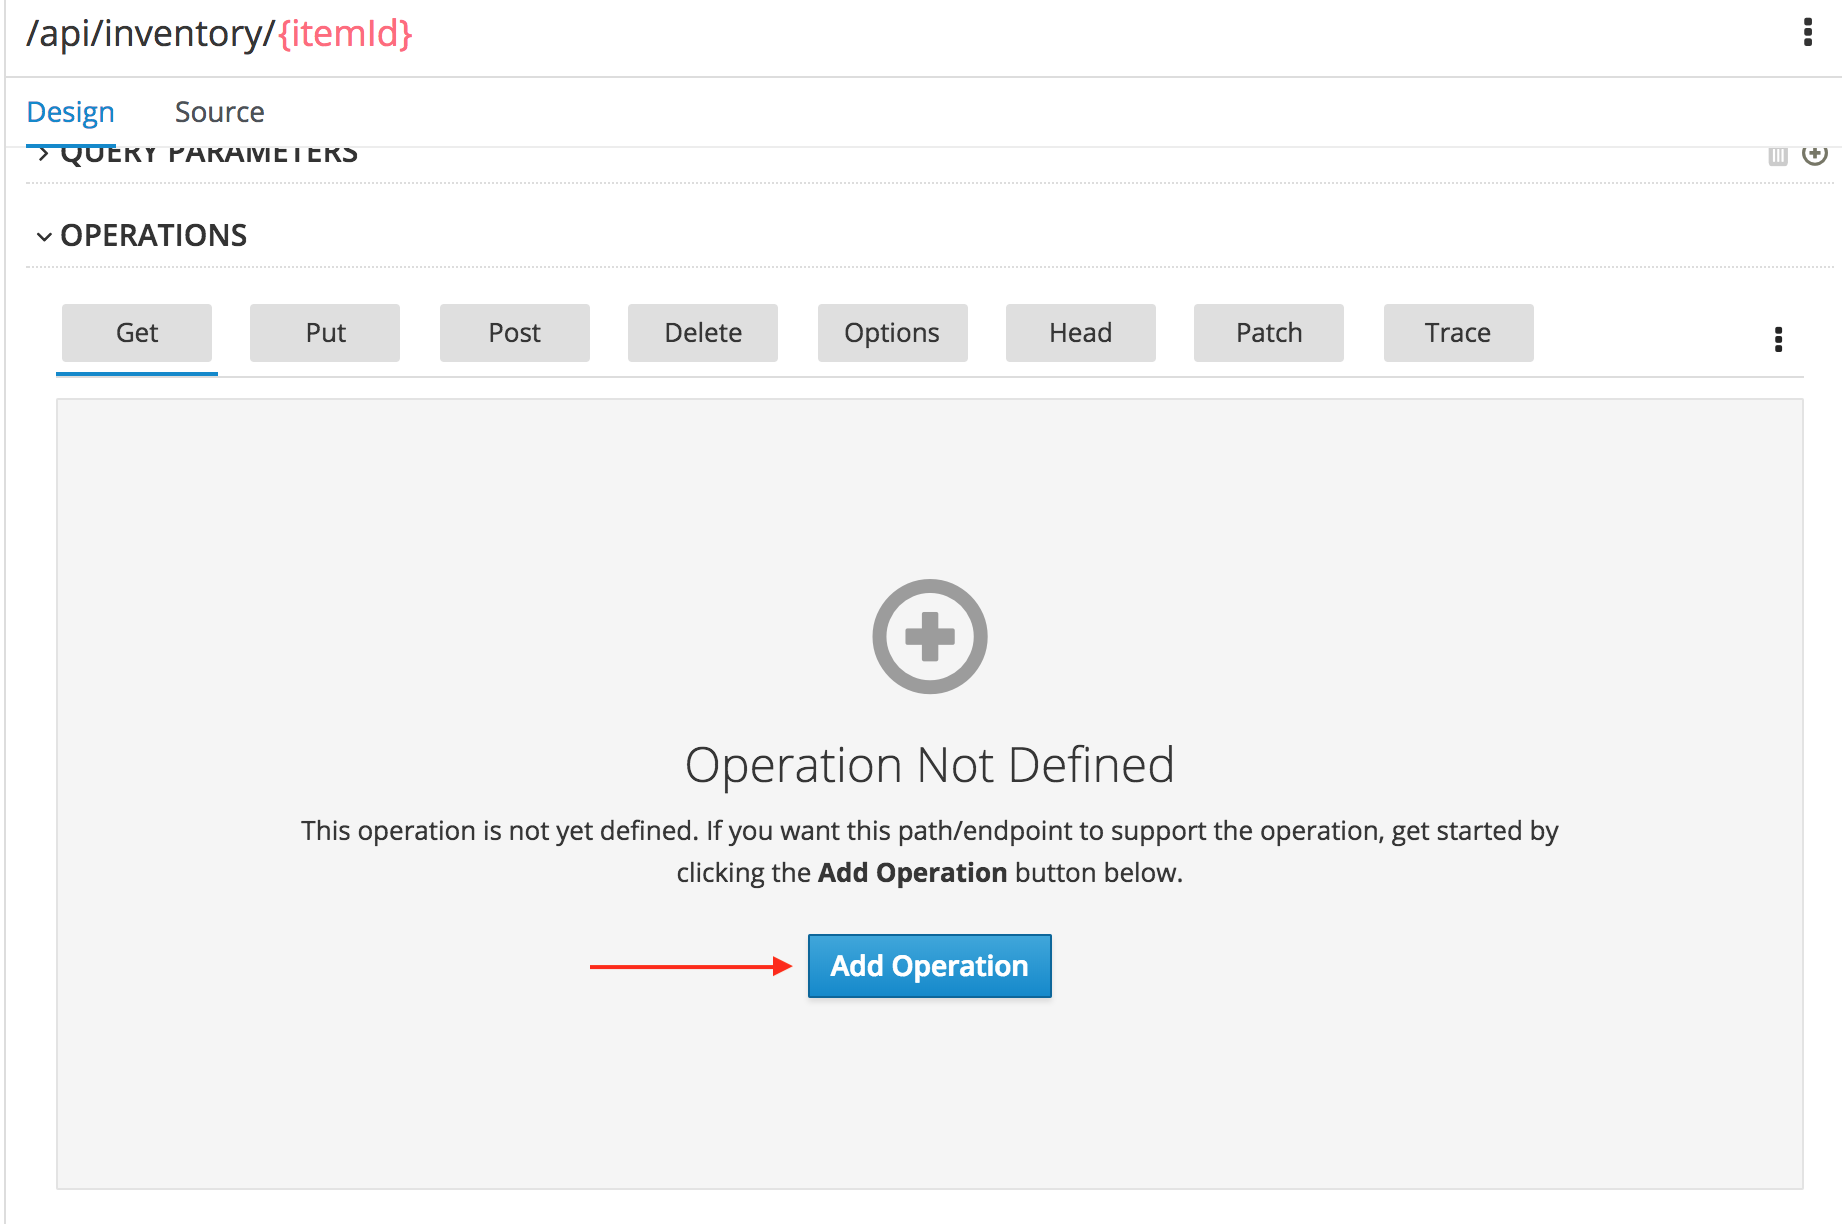 /api/inventory/{itemId}
Design Source
QUERY PARAMETERS
OPERATIONS
Get Put Post Delete Options Head Patch Trace
Operation Not Defined
This operation is not yet defined. If you want this path/endpoint to support the operation, get started by
clicking the Add Operation button below.
Add Operation